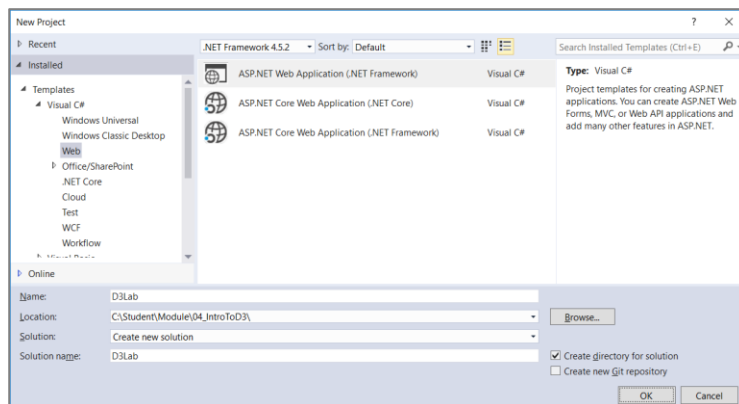 New Project
? ×
Recent
.NET Framework 4.5.2 Sort by: Default
Search Installed Templates (Ctrl+E)
Installed
Templates
Visual C#
Windows Universal
Windows Classic Desktop
Web
Office/SharePoint
.NET Core
Cloud
Test
WCF
Workflow
Visual Basic
Online
ASP.NET Web Application (.NET Framework) Visual C#
ASP.NET Core Web Application (.NET Core) Visual C#
ASP.NET Core Web Application (.NET Framework) Visual C#
Type: Visual C#
Project templates for creating ASP.NET
applications. You can create ASP.NET Web
Forms, MVC, or Web API applications and
add many other features in ASP.NET.
Name: D3Lab
Location: C:\Student\Module\04_IntroToD3\
Browse...
Solution: Create new solution
Solution name: D3Lab
Create directory for solution
Create new Git repository
OK Cancel